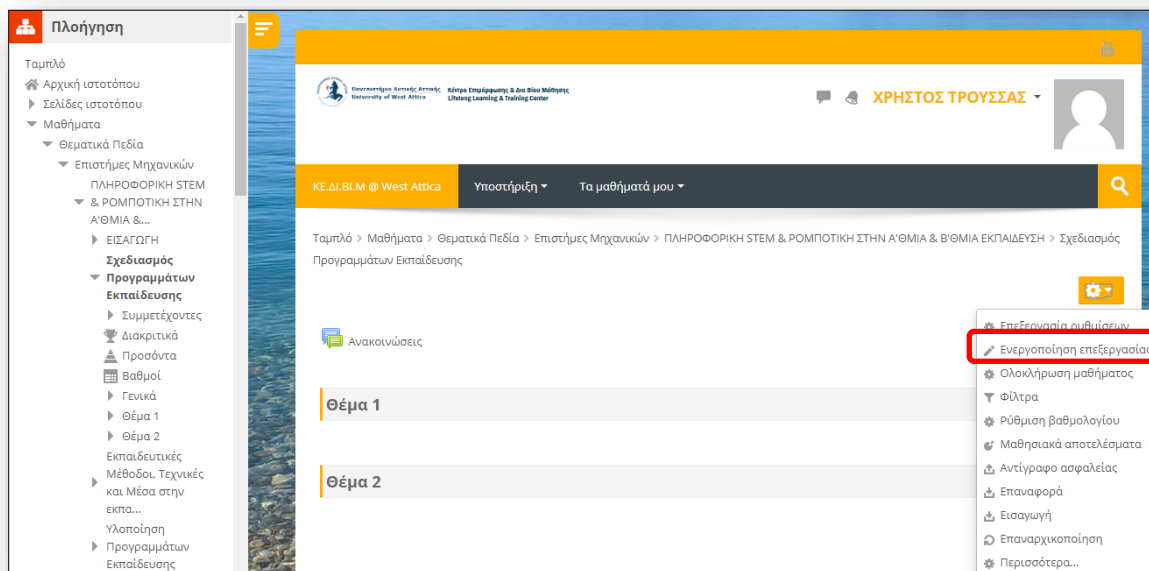 Πλοήγηση
Ταμπλό
Αρχική ιστοτόπου
Σελίδες ιστοτόπου
Μαθήματα
Θεματικά Πεδία
Επιστήμες Μηχανικών
ΠΛΗΡΟΦΟΡΙΚΗ STEM
& ΡΟΜΠΟΤΙΚΗ ΣΤΗΝ
Α'ΘΜΙΑ &...
ΕΙΣΑΓΩΓΗ
Σχεδιασμός
Προγραμμάτων
Εκπαίδευσης
Συμμετέχοντες
Διακριτικά
Προσόντα
Βαθμοί
Γενικά
Θέμα 1
Θέμα 2
Εκπαιδευτικές
Μέθοδοι, Τεχνικές
και Μέσα στην
εκπα...
Υλοποίηση
Προγραμμάτων
Εκπαίδευσης
Πανεπιστήμιο Δυτικής Αττικής
University of West Attica
Κέντρο Επιμόρφωσης & Δια Βίου Μάθησης
Lifelong Learning & Training Center
ΧΡΗΣΤΟΣ ΤΡΟΥΣΣΑΣ
ΚΕ.ΔΙ.ΒΙ.Μ @ West Attica Υποστήριξη Τα μαθήματά μου
Ταμπλό > Μαθήματα > Θεματικά Πεδία > Επιστήμες Μηχανικών > ΠΛΗΡΟΦΟΡΙΚΗ STEM & ΡΟΜΠΟΤΙΚΗ ΣΤΗΝ Α'ΘΜΙΑ & Β'ΘΜΙΑ ΕΚΠΑΙΔΕΥΣΗ > Σχεδιασμός
Προγραμμάτων Εκπαίδευσης
Ανακοινώσεις
Θέμα 1
Θέμα 2
Επεξεργασία ρυθμίσεων
Ενεργοποίηση επεξεργασίας
Ολοκλήρωση μαθήματος
Φίλτρα
Ρύθμιση βαθμολογίου
Μαθησιακά αποτελέσματα
Αντίγραφο ασφαλείας
Επαναφορά
Εισαγωγή
Επαναρχικοποίηση
Περισσότερα...